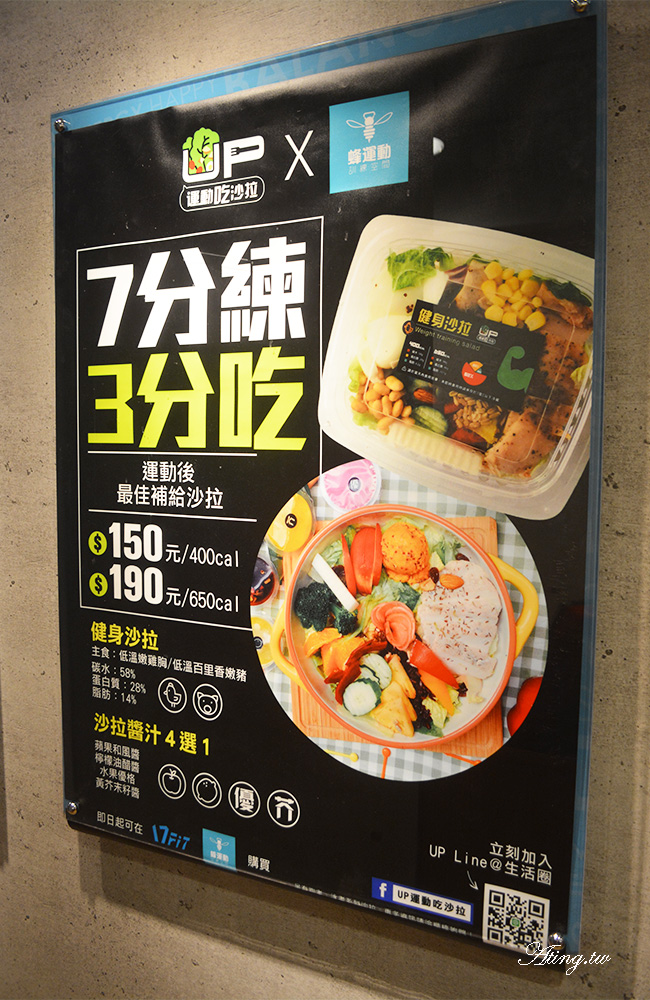 UP
運動吃沙拉
X
蜂運動
7分練
3分吃
運動後
最佳補給沙拉
$150元/400cal
$190元/650cal
健身沙拉
主食：低溫嫩雞胸/低溫百里香嫩豬
碳水：58%
蛋白質：28%
脂肪：14%
沙拉醬汁4選1
蘋果和風醬
檸檬油醋醬
水果優格
黃芥末籽醬
優
芥
健身沙拉
UP
Weight training salad
即日起可在
17FiT
蜂運動
購買
立刻加入
UP Line@生活圈
f UP運動吃沙拉
Ating.tw